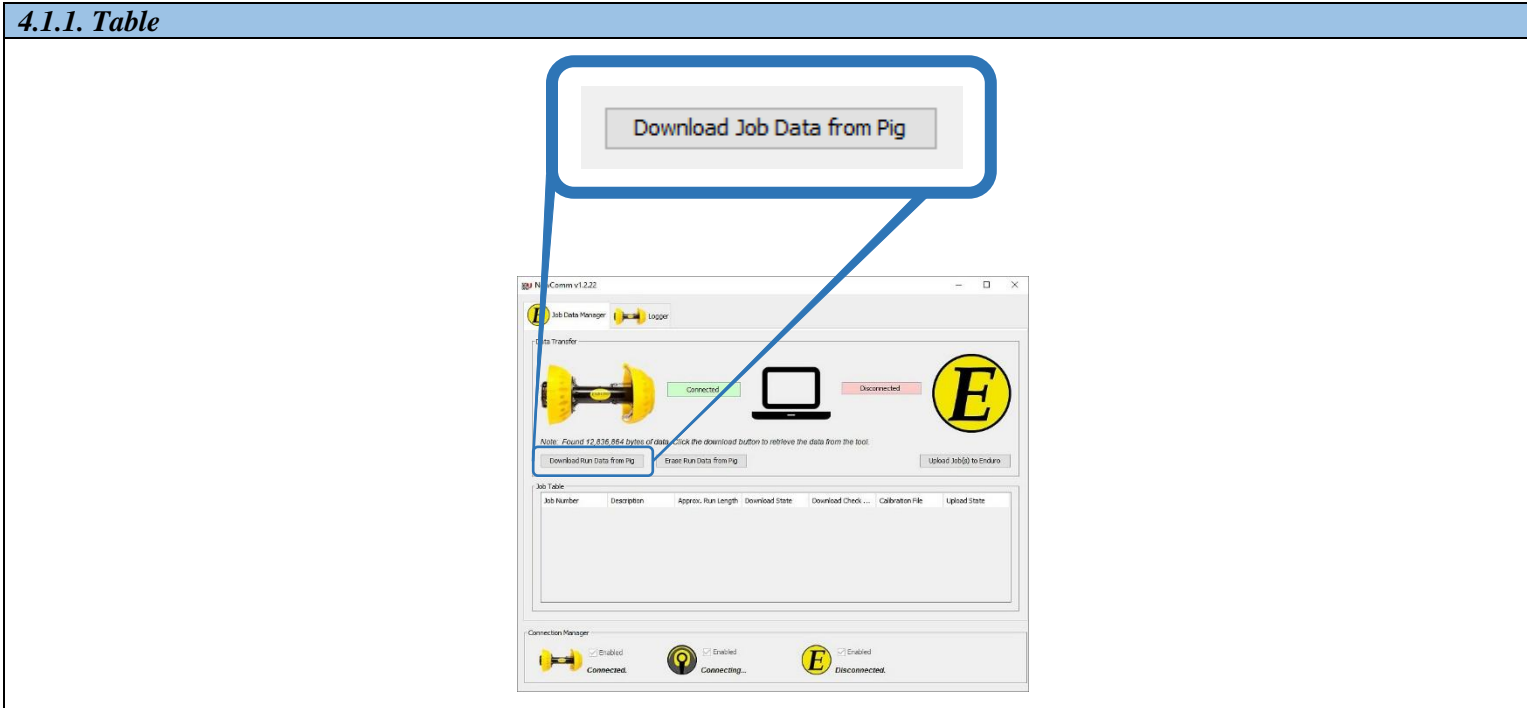 4.1.1. Table
Download Job Data from Pig
Comm v1.2.22
Job Data Manager
Logger
Data Transfer
Connected
Disconnected
E
Note: Found 12,836,864 bytes of data. Click the download button to retrieve the data from the tool.
Download Run Data from Pig
Erase Run Data from Pig
Upload Job(s) to Enduro
Job Table
Job Number Description Approx. Run Length Download State Download Check ... Calibration File Upload State
Connection Manager
Enabled
Connected.
Enabled
Connecting...
E
Enabled
Disconnected.